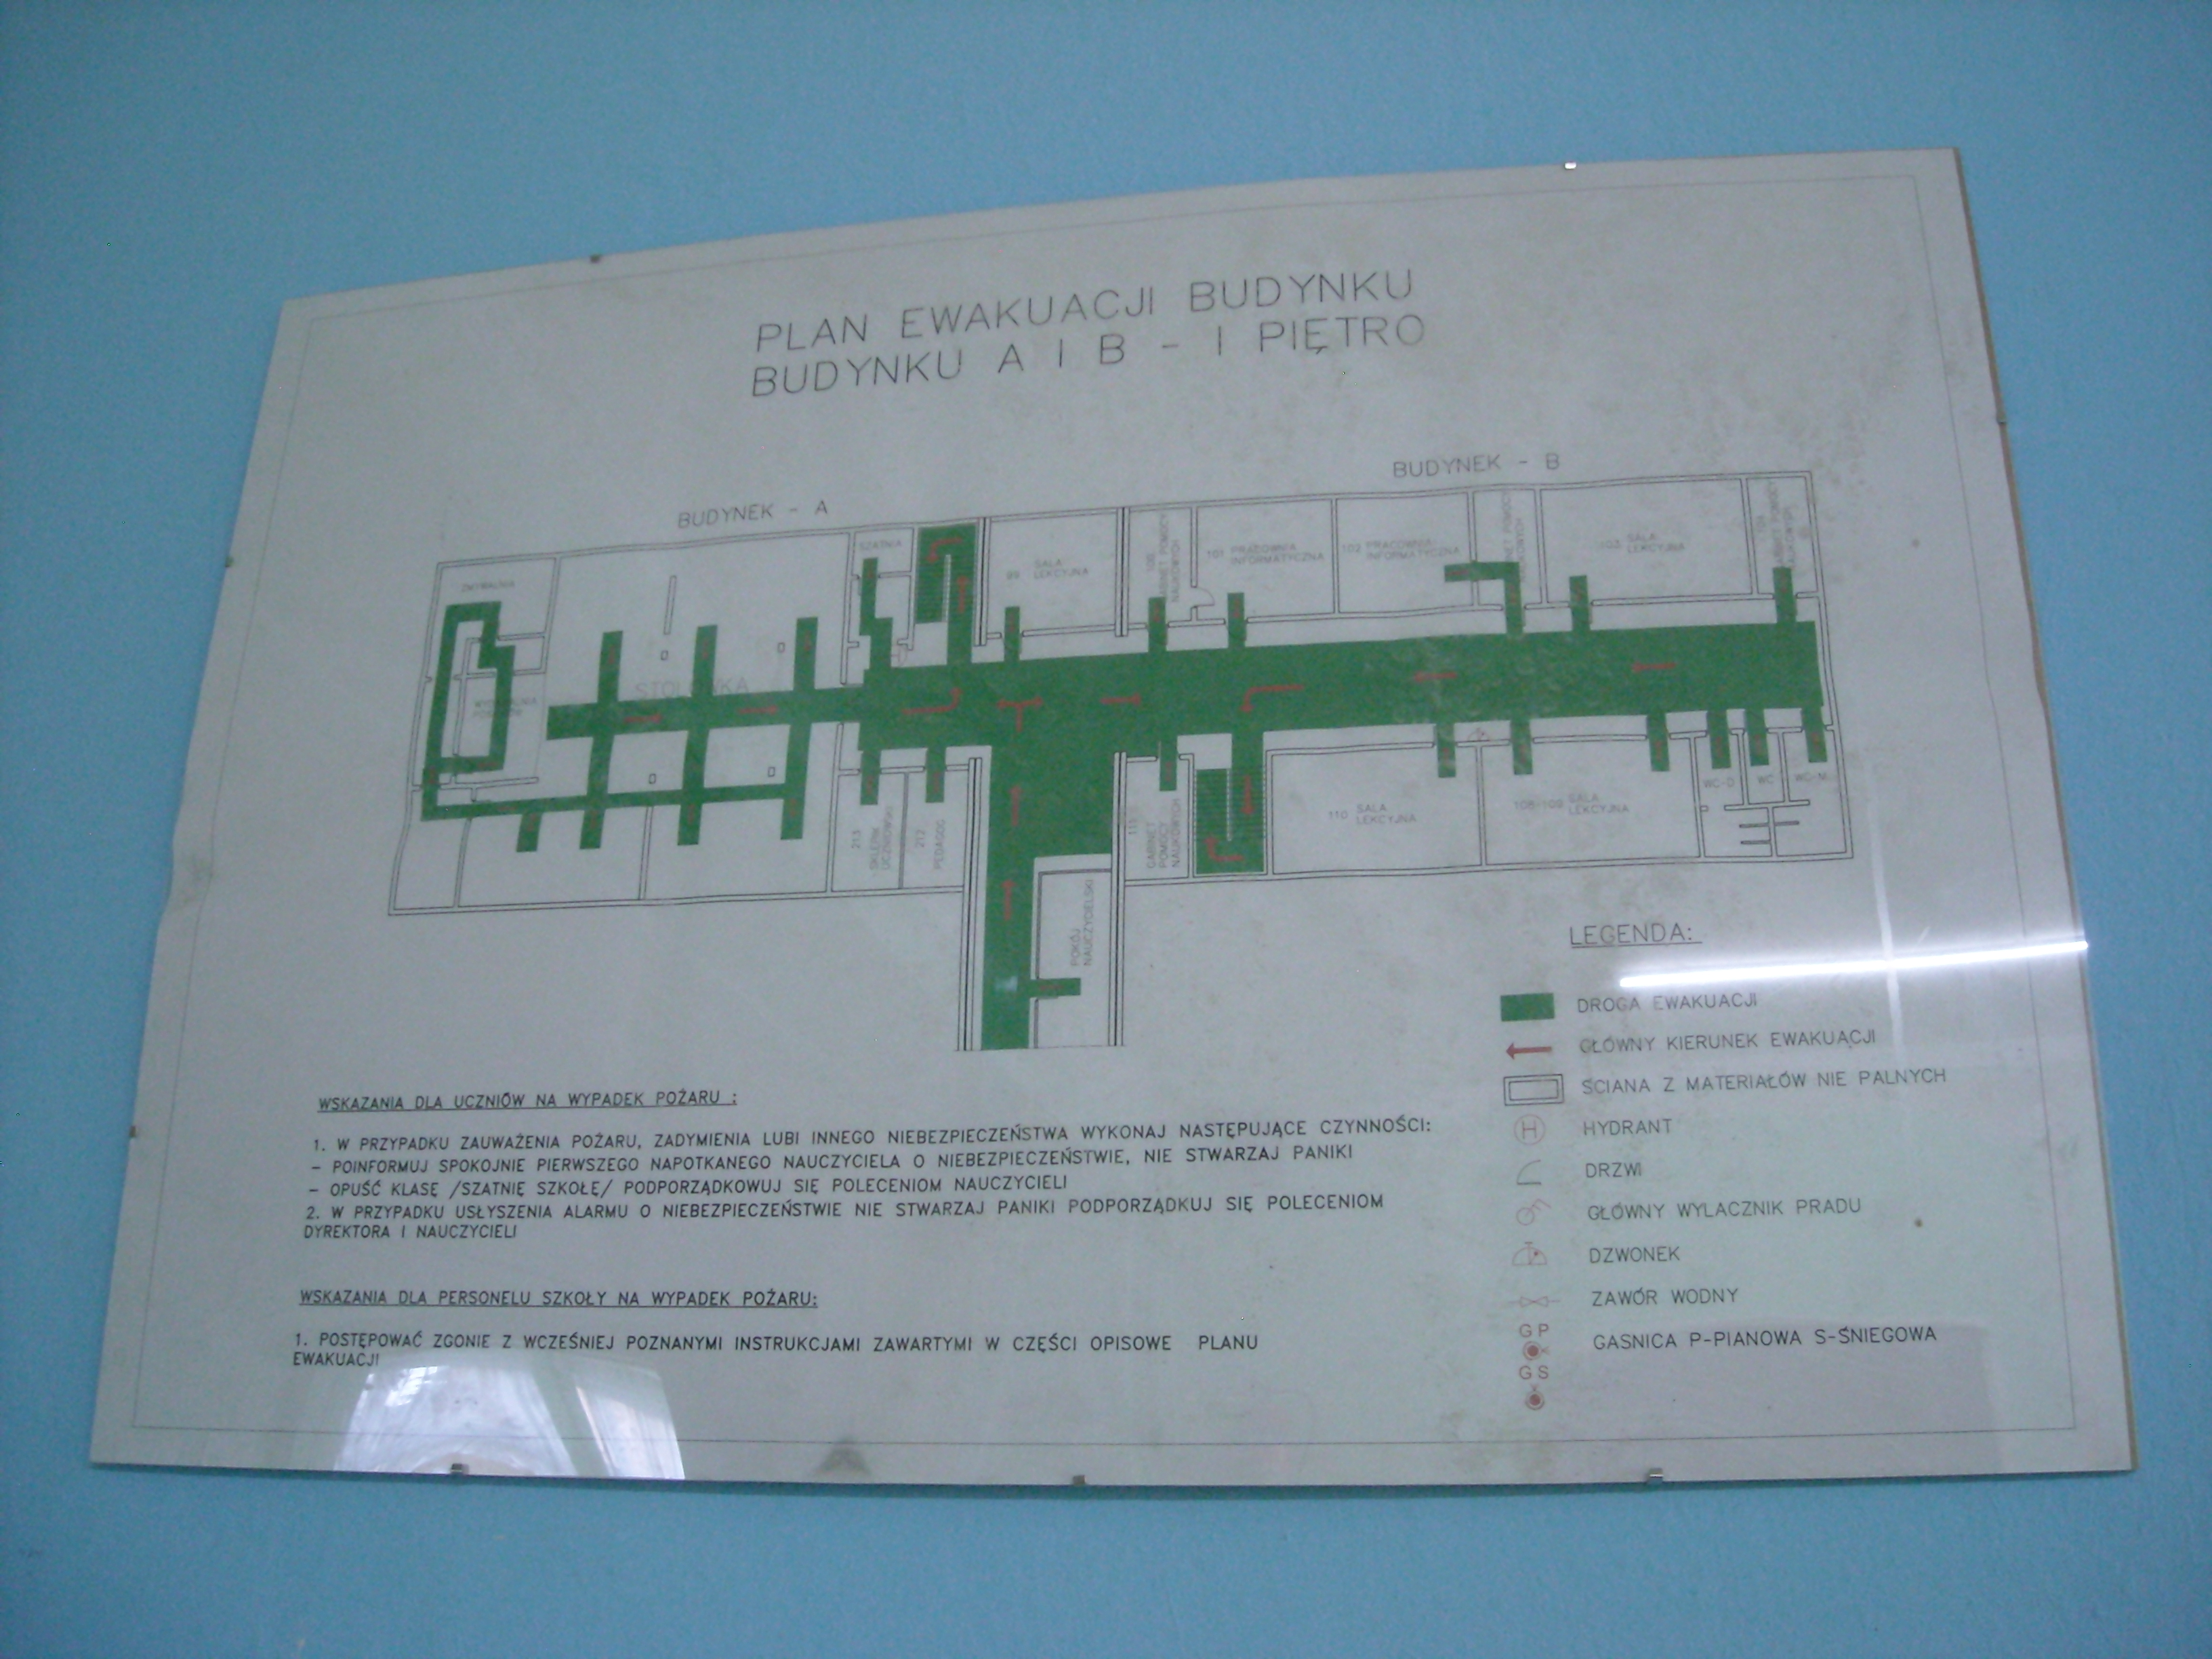 PLAN EWAKUACJI BUDYNKU
BUDYNKU A I B - I PIĘTRO
BUDYNEK - A
BUDYNEK - B
ZMYWALNIA
STOŁÓWKA
SZATNIA
99 SALA
LEKCYJNA
GABINET POMOCY
NAUKOWYCH
101 PRACOWNIA
INFORMATYCZNA
102 PRACOWNIA
INFORMATYCZNA
103 SALA
LEKCYJNA
213
SKLEPIK
UCZNIOWSKI
212
PEDAGOG
POKÓJ
NAUCZYCIELSKI
GABINET
POMOCY
NAUKOWYCH
110 SALA
LEKCYJNA
108-109 SALA
LEKCYJNA
WC-D
WC
WC-M
LEGENDA:
DROGA EWAKUACJI
GŁÓWNY KIERUNEK EWAKUACJI
SCIANA Z MATERIAŁÓW NIE PALNYCH
H HYDRANT
DRZWI
GŁÓWNY WYLACZNIK PRADU
DZWONEK
ZAWÓR WODNY
GP
GASNICA P-PIANOWA S-ŚNIEGOWA
GS
WSKAZANIA DLA UCZNIÓW NA WYPADEK POŻARU :
1. W PRZYPADKU ZAUWAŻENIA POŻARU, ZADYMIENIA LUBI INNEGO NIEBEZPIECZEŃSTWA WYKONAJ NASTĘPUJĄCE CZYNNOŚCI:
- POINFORMUJ SPOKOJNIE PIERWSZEGO NAPOTKANEGO NAUCZYCIELA O NIEBEZPIECZEŃSTWIE, NIE STWARZAJ PANIKI
- OPUŚĆ KLASĘ /SZATNIĘ SZKOŁĘ/ PODPORZĄDKOWUJ SIĘ POLECENIOM NAUCZYCIELI
2. W PRZYPADKU USŁYSZENIA ALARMU O NIEBEZPIECZEŃSTWIE NIE STWARZAJ PANIKI PODPORZĄDKUJ SIĘ POLECENIOM
DYREKTORA I NAUCZYCIELI
WSKAZANIA DLA PERSONELU SZKOŁY NA WYPADEK POŻARU:
1. POSTĘPOWAĆ ZGONIE Z WCZEŚNIEJ POZNANYMI INSTRUKCJAMI ZAWARTYMI W CZĘŚCI OPISOWE PLANU
EWAKUACJI